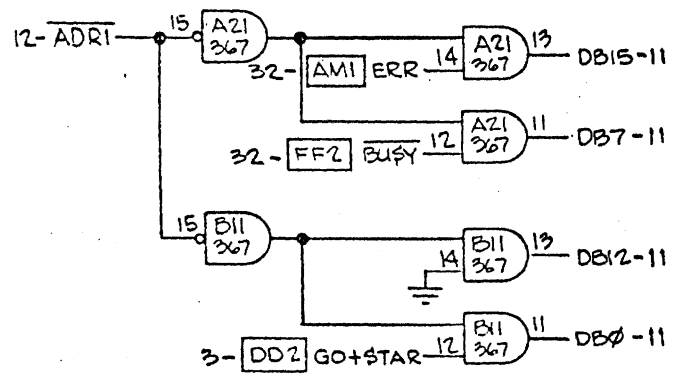 12-ADR1
15
A21
367
A21
367
14
13
DB15-11
32-
AM1
ERR
A21
367
12
11
DB7-11
32-
FF2
BUSY
15
B11
367
B11
367
14
13
DB12-11
B11
367
12
11
DBØ-11
3-
DD2
GO+STAR